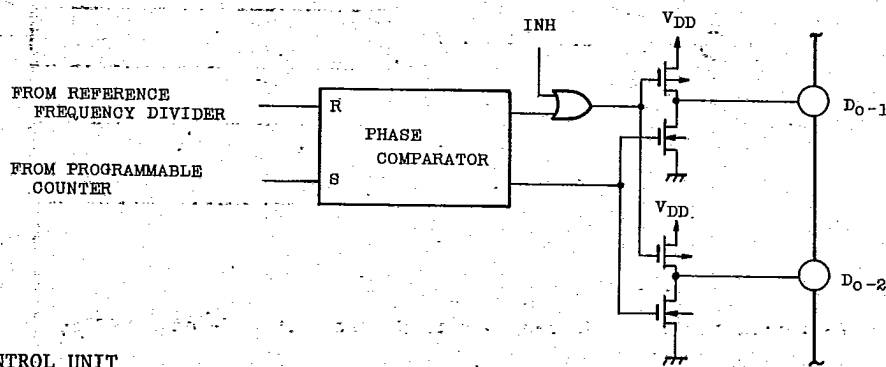 INH
V_DD
FROM REFERENCE
FREQUENCY DIVIDER
R
PHASE
COMPARATOR
D_O-1
FROM PROGRAMMABLE
COUNTER
S
V_DD
D_O-2
NTROL UNIT